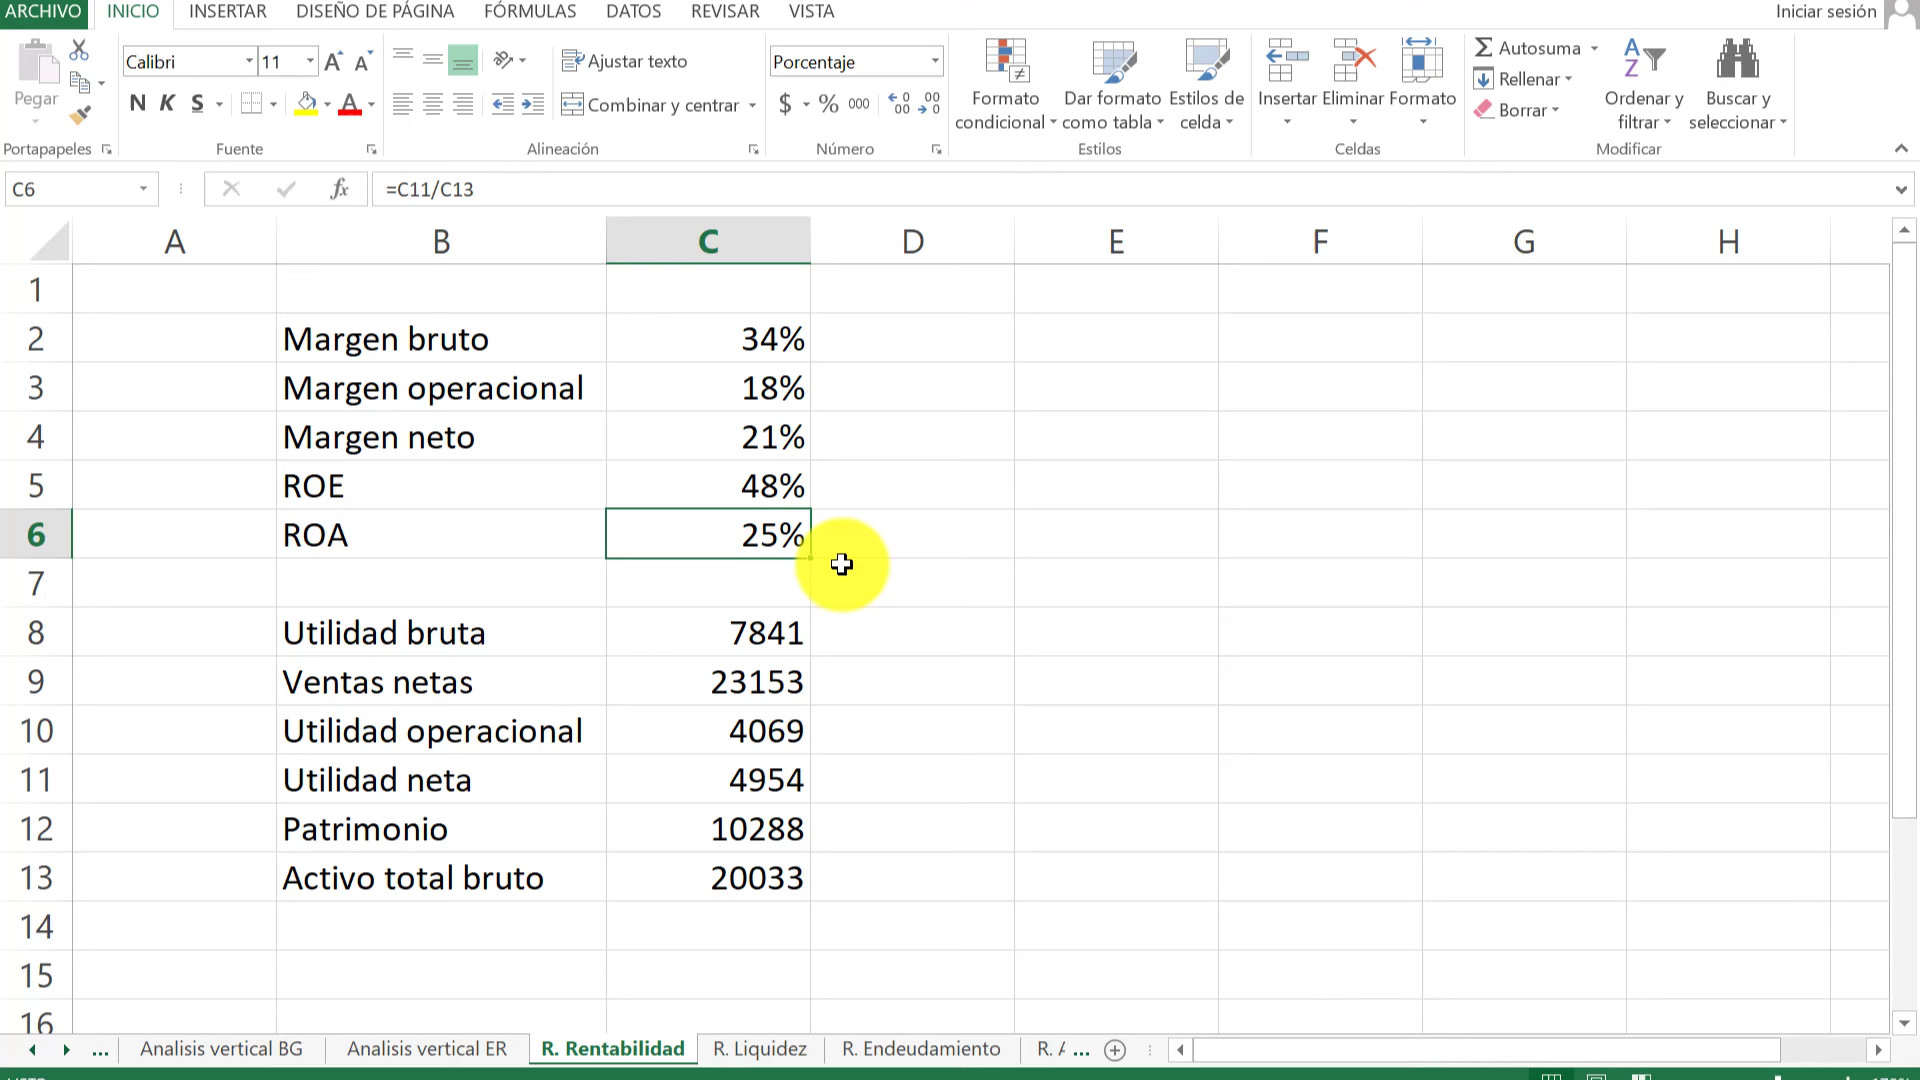 ARCHIVO INICIO INSERTAR DISEÑO DE PÁGINA FÓRMULAS DATOS REVISAR VISTA Iniciar sesión
Pegar
Calibri 11
N K S A
Ajustar texto
Combinar y centrar
Porcentaje
$ % 000
Formato condicional
Dar formato como tabla
Estilos de celda
Insertar Eliminar Formato
Autosuma
Rellenar
Borrar
Ordenar y filtrar
Buscar y seleccionar
Portapapeles Fuente Alineación Número Estilos Celdas Modificar
C6 fx =C11/C13
A B C D E F G H
1
2 Margen bruto 34%
3 Margen operacional 18%
4 Margen neto 21%
5 ROE 48%
6 ROA 25%
7
8 Utilidad bruta 7841
9 Ventas netas 23153
10 Utilidad operacional 4069
11 Utilidad neta 4954
12 Patrimonio 10288
13 Activo total bruto 20033
14
15
16
... Analisis vertical BG Analisis vertical ER R. Rentabilidad R. Liquidez R. Endeudamiento R. ...